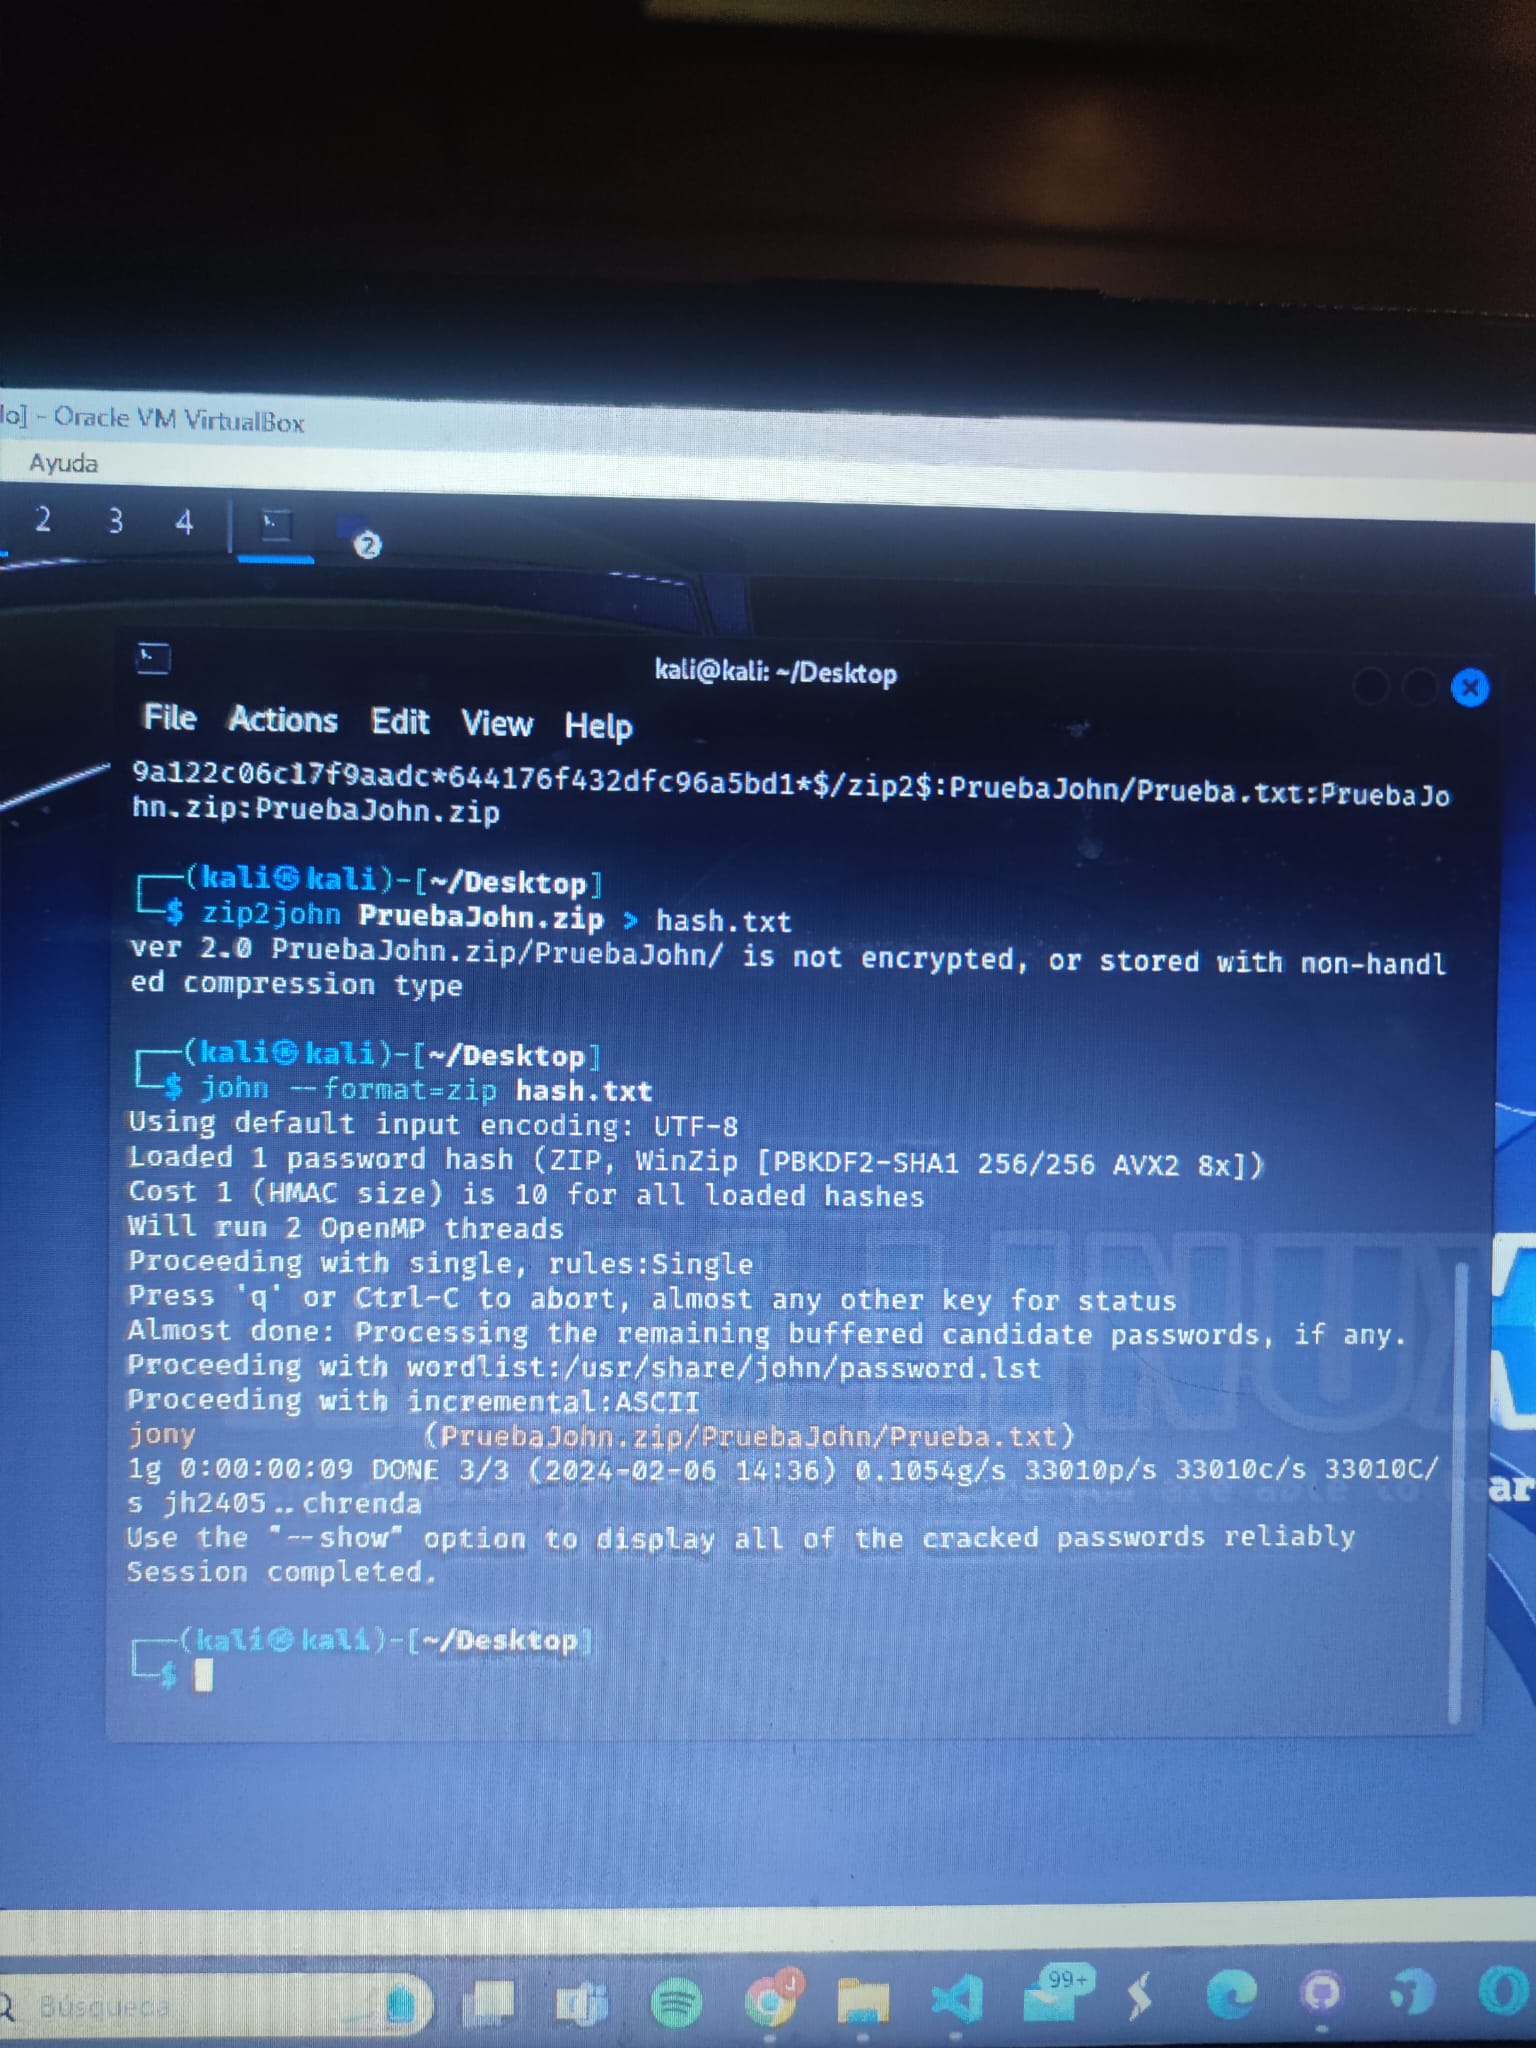 lo] - Oracle VM VirtualBox
Ayuda
2 3 4
2
kali@kali: ~/Desktop
File Actions Edit View Help
9a122c06c17f9aadc*644176f432dfc96a5bd1*$/zip2$:PruebaJohn/Prueba.txt:PruebaJo
hn.zip:PruebaJohn.zip
┌──(kali㉿kali)-[~/Desktop]
└─$ zip2john PruebaJohn.zip > hash.txt
ver 2.0 PruebaJohn.zip/PruebaJohn/ is not encrypted, or stored with non-handl
ed compression type
┌──(kali㉿kali)-[~/Desktop]
└─$ john --format=zip hash.txt
Using default input encoding: UTF-8
Loaded 1 password hash (ZIP, WinZip [PBKDF2-SHA1 256/256 AVX2 8x])
Cost 1 (HMAC size) is 10 for all loaded hashes
Will run 2 OpenMP threads
Proceeding with single, rules:Single
Press 'q' or Ctrl-C to abort, almost any other key for status
Almost done: Processing the remaining buffered candidate passwords, if any.
Proceeding with wordlist:/usr/share/john/password.lst
Proceeding with incremental:ASCII
jony (PruebaJohn.zip/PruebaJohn/Prueba.txt)
1g 0:00:00:09 DONE 3/3 (2024-02-06 14:36) 0.1054g/s 33010p/s 33010c/s 33010C/
s jh2405..chrenda
Use the "--show" option to display all of the cracked passwords reliably
Session completed.
┌──(kali㉿kali)-[~/Desktop]
└─$
ar
Búsqueda
J
99+